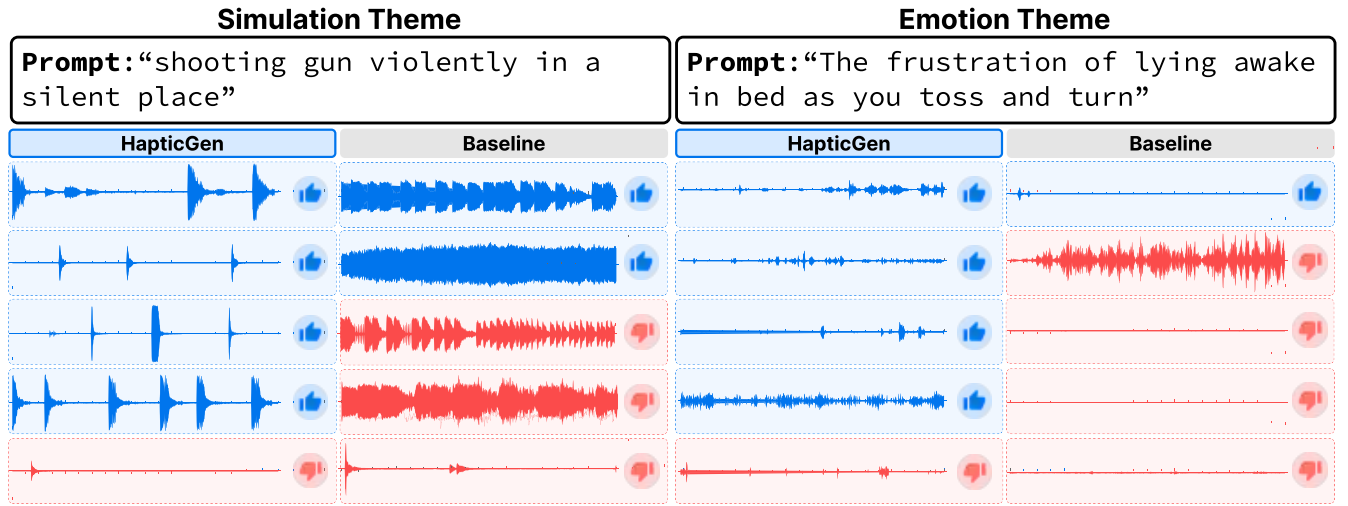 Simulation Theme
Prompt:“shooting gun violently in a
silent place”
HapticGen
Baseline
Emotion Theme
Prompt:“The frustration of lying awake
in bed as you toss and turn”
HapticGen
Baseline